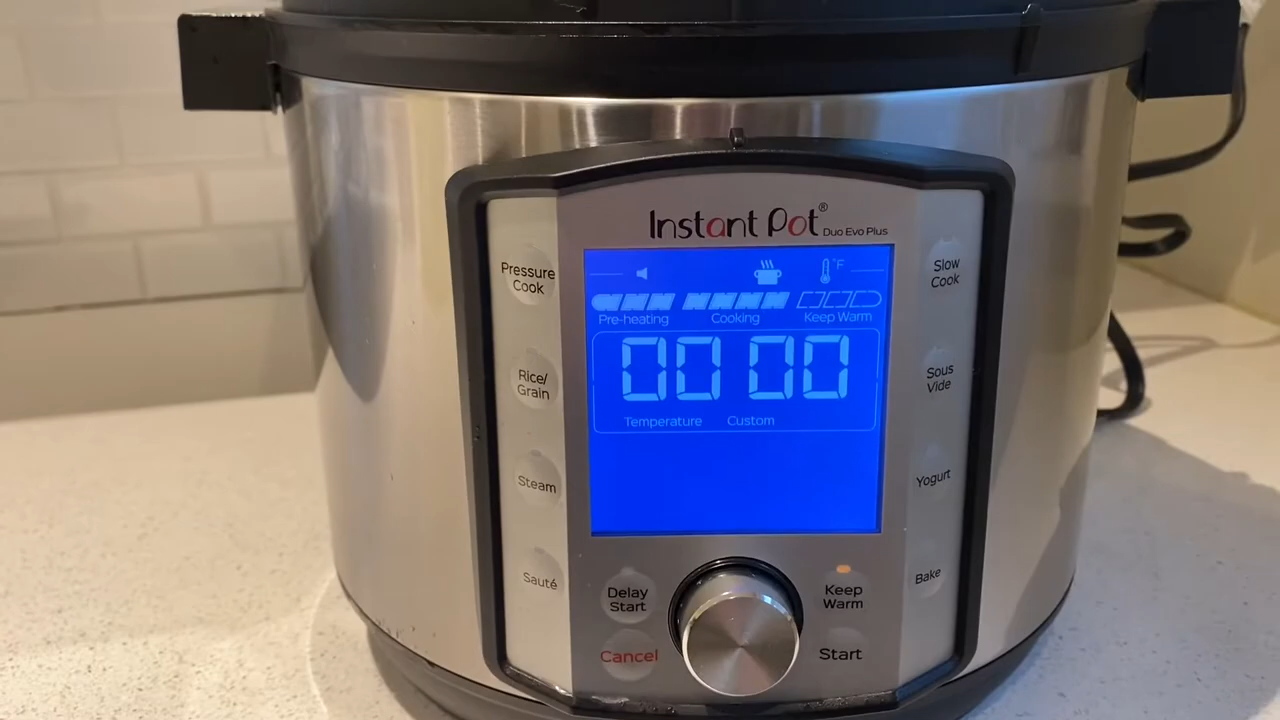 Instant Pot®
Duo Evo Plus
°F
Pre-heating Cooking Keep Warm
00 00
Temperature Custom
Pressure
Cook
Rice/
Grain
Steam
Sauté
Slow
Cook
Sous
Vide
Yogurt
Bake
Delay
Start
Cancel
Keep
Warm
Start